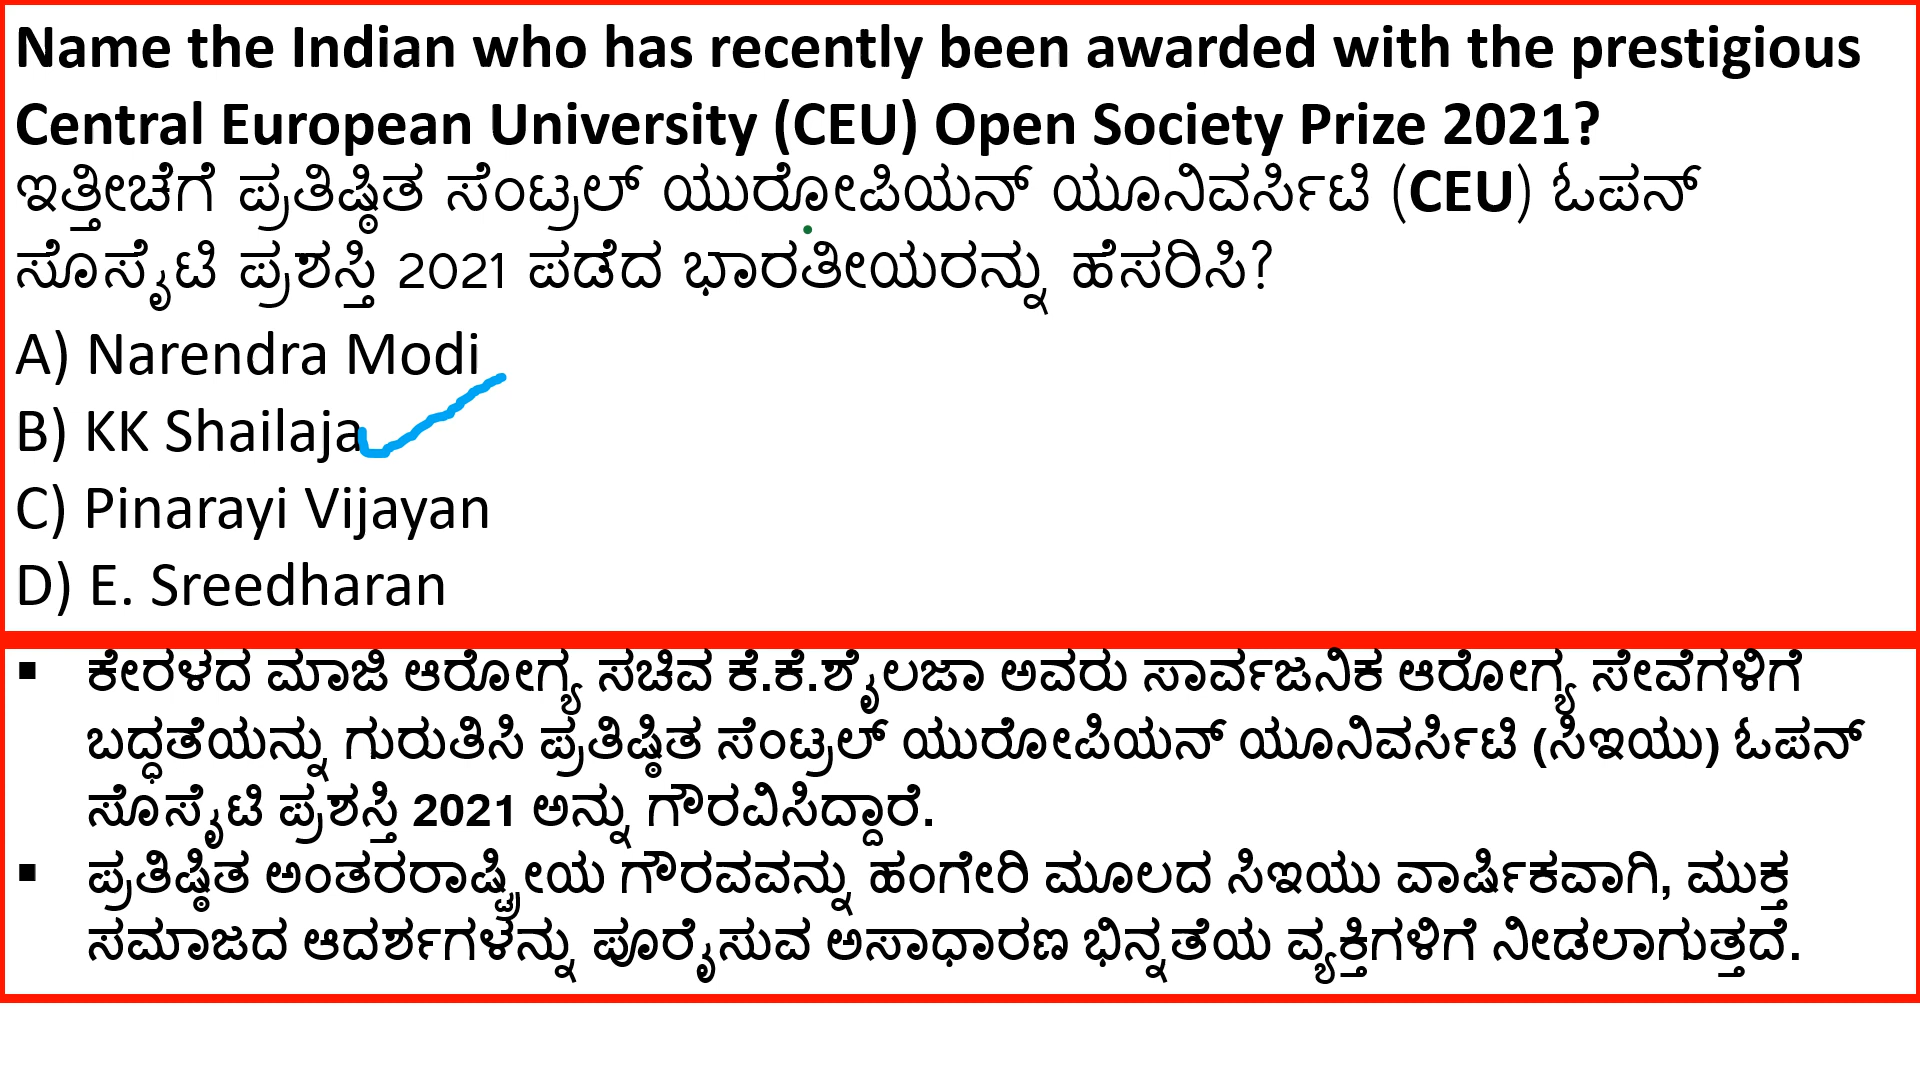 Name the Indian who has recently been awarded with the prestigious
Central European University (CEU) Open Society Prize 2021?
ಇತ್ತೀಚೆಗೆ ಪ್ರತಿಷ್ಠಿತ ಸೆಂಟ್ರಲ್ ಯುರೋಪಿಯನ್ ಯೂನಿವರ್ಸಿಟಿ (CEU) ಓಪನ್
ಸೊಸೈಟಿ ಪ್ರಶಸ್ತಿ 2021 ಪಡೆದ ಭಾರತೀಯರನ್ನು ಹೆಸರಿಸಿ?
A) Narendra Modi
B) KK Shailaja
C) Pinarayi Vijayan
D) E. Sreedharan
▪ ಕೇರಳದ ಮಾಜಿ ಆರೋಗ್ಯ ಸಚಿವ ಕೆ.ಕೆ.ಶೈಲಜಾ ಅವರು ಸಾರ್ವಜನಿಕ ಆರೋಗ್ಯ ಸೇವೆಗಳಿಗೆ
ಬದ್ಧತೆಯನ್ನು ಗುರುತಿಸಿ ಪ್ರತಿಷ್ಠಿತ ಸೆಂಟ್ರಲ್ ಯುರೋಪಿಯನ್ ಯೂನಿವರ್ಸಿಟಿ (ಸಿಇಯು) ಓಪನ್
ಸೊಸೈಟಿ ಪ್ರಶಸ್ತಿ 2021 ಅನ್ನು ಗೌರವಿಸಿದ್ದಾರೆ.
▪ ಪ್ರತಿಷ್ಠಿತ ಅಂತರರಾಷ್ಟ್ರೀಯ ಗೌರವವನ್ನು ಹಂಗೇರಿ ಮೂಲದ ಸಿಇಯು ವಾರ್ಷಿಕವಾಗಿ, ಮುಕ್ತ
ಸಮಾಜದ ಆದರ್ಶಗಳನ್ನು ಪೂರೈಸುವ ಅಸಾಧಾರಣ ಭಿನ್ನತೆಯ ವ್ಯಕ್ತಿಗಳಿಗೆ ನೀಡಲಾಗುತ್ತದೆ.